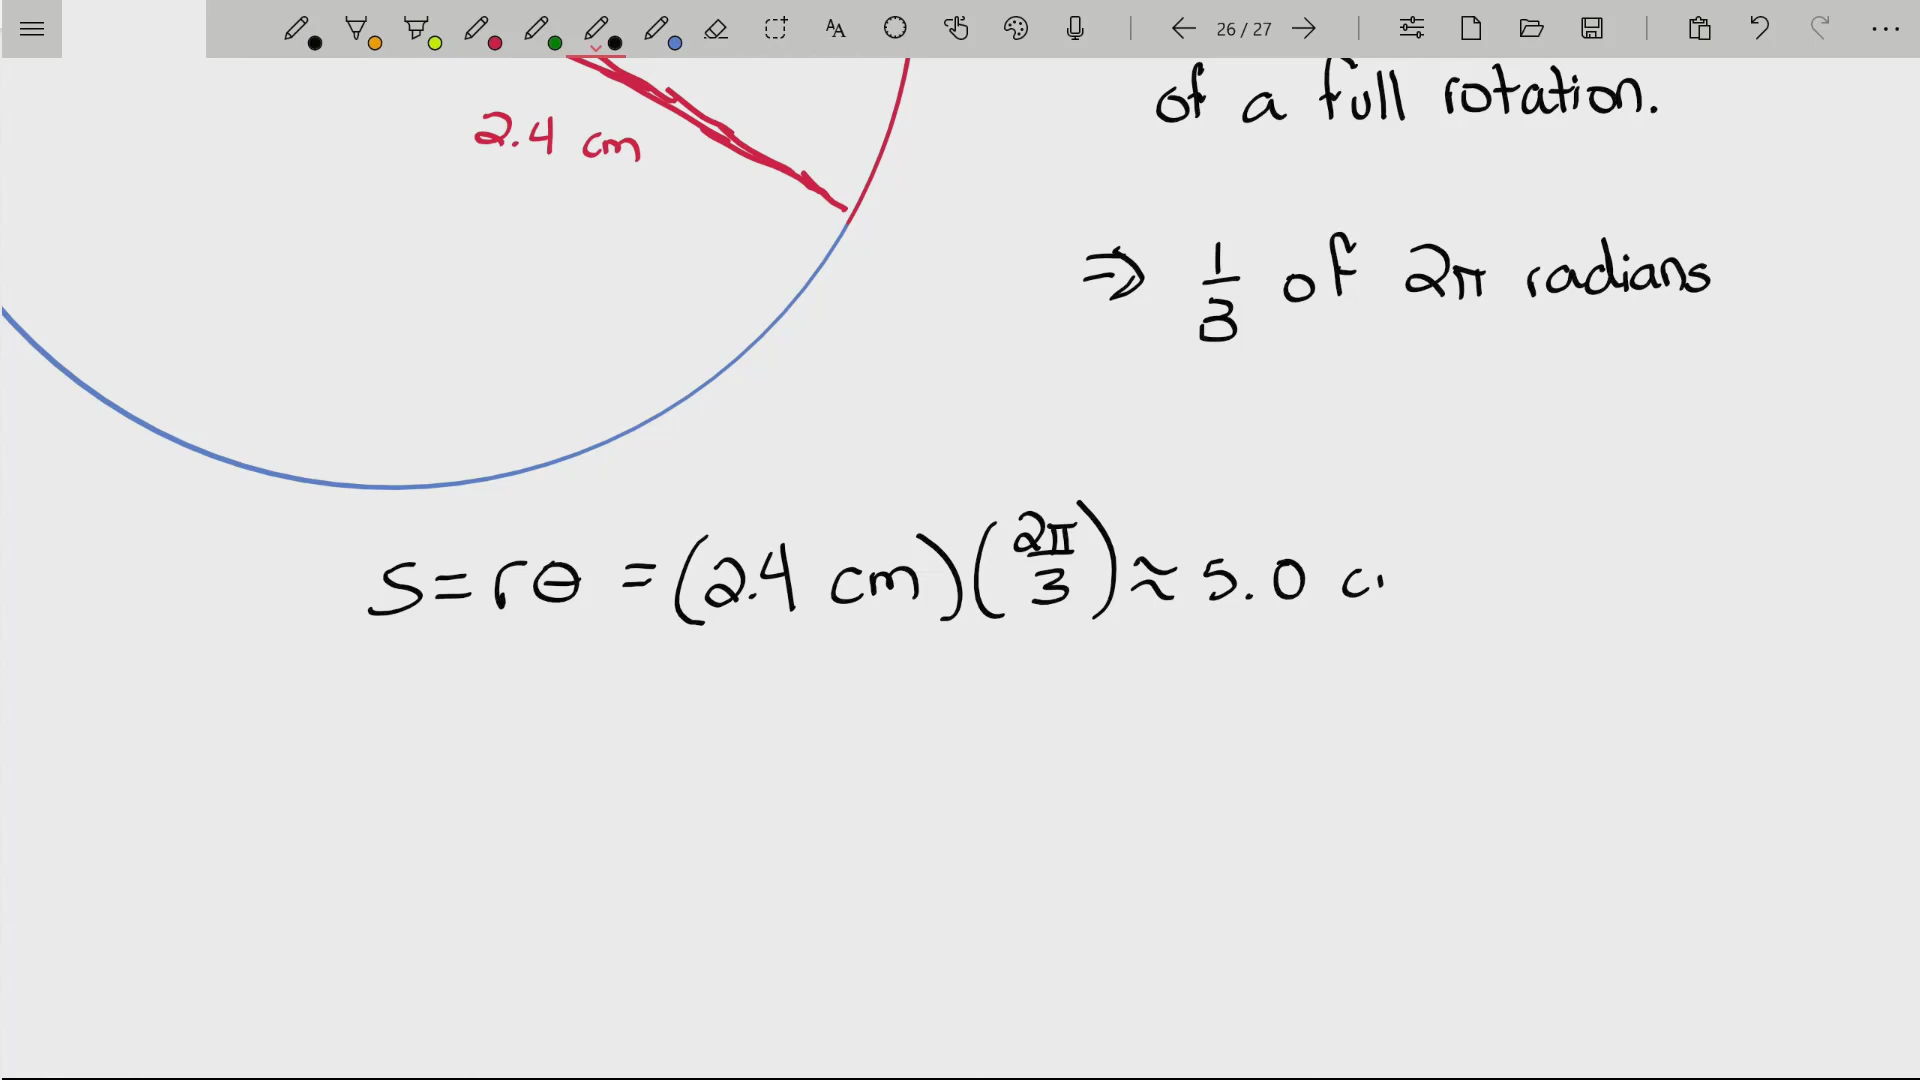 26 / 27
of a full rotation.
2.4 cm
⇒ 1/3 of 2π radians
S = rθ = (2.4 cm)(2π/3) ≈ 5.0 c